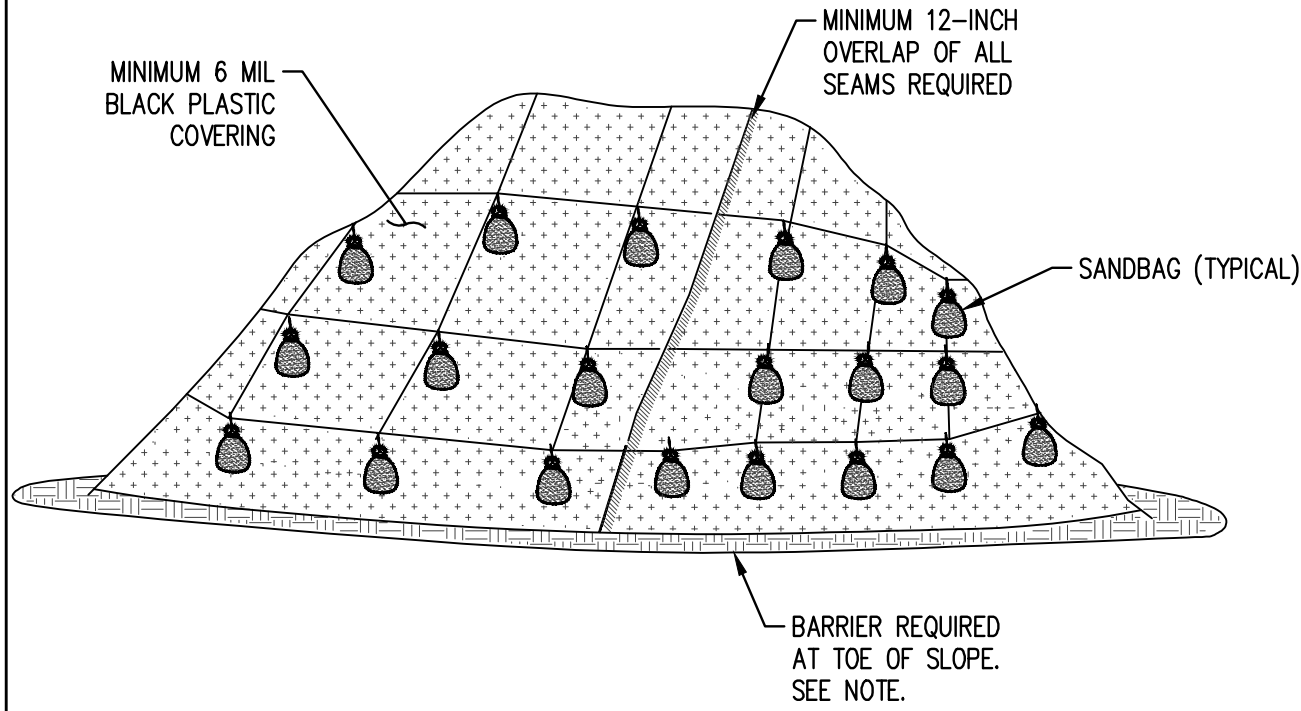 MINIMUM 12-INCH
OVERLAP OF ALL
SEAMS REQUIRED
MINIMUM 6 MIL
BLACK PLASTIC
COVERING
SANDBAG (TYPICAL)
BARRIER REQUIRED
AT TOE OF SLOPE.
SEE NOTE.